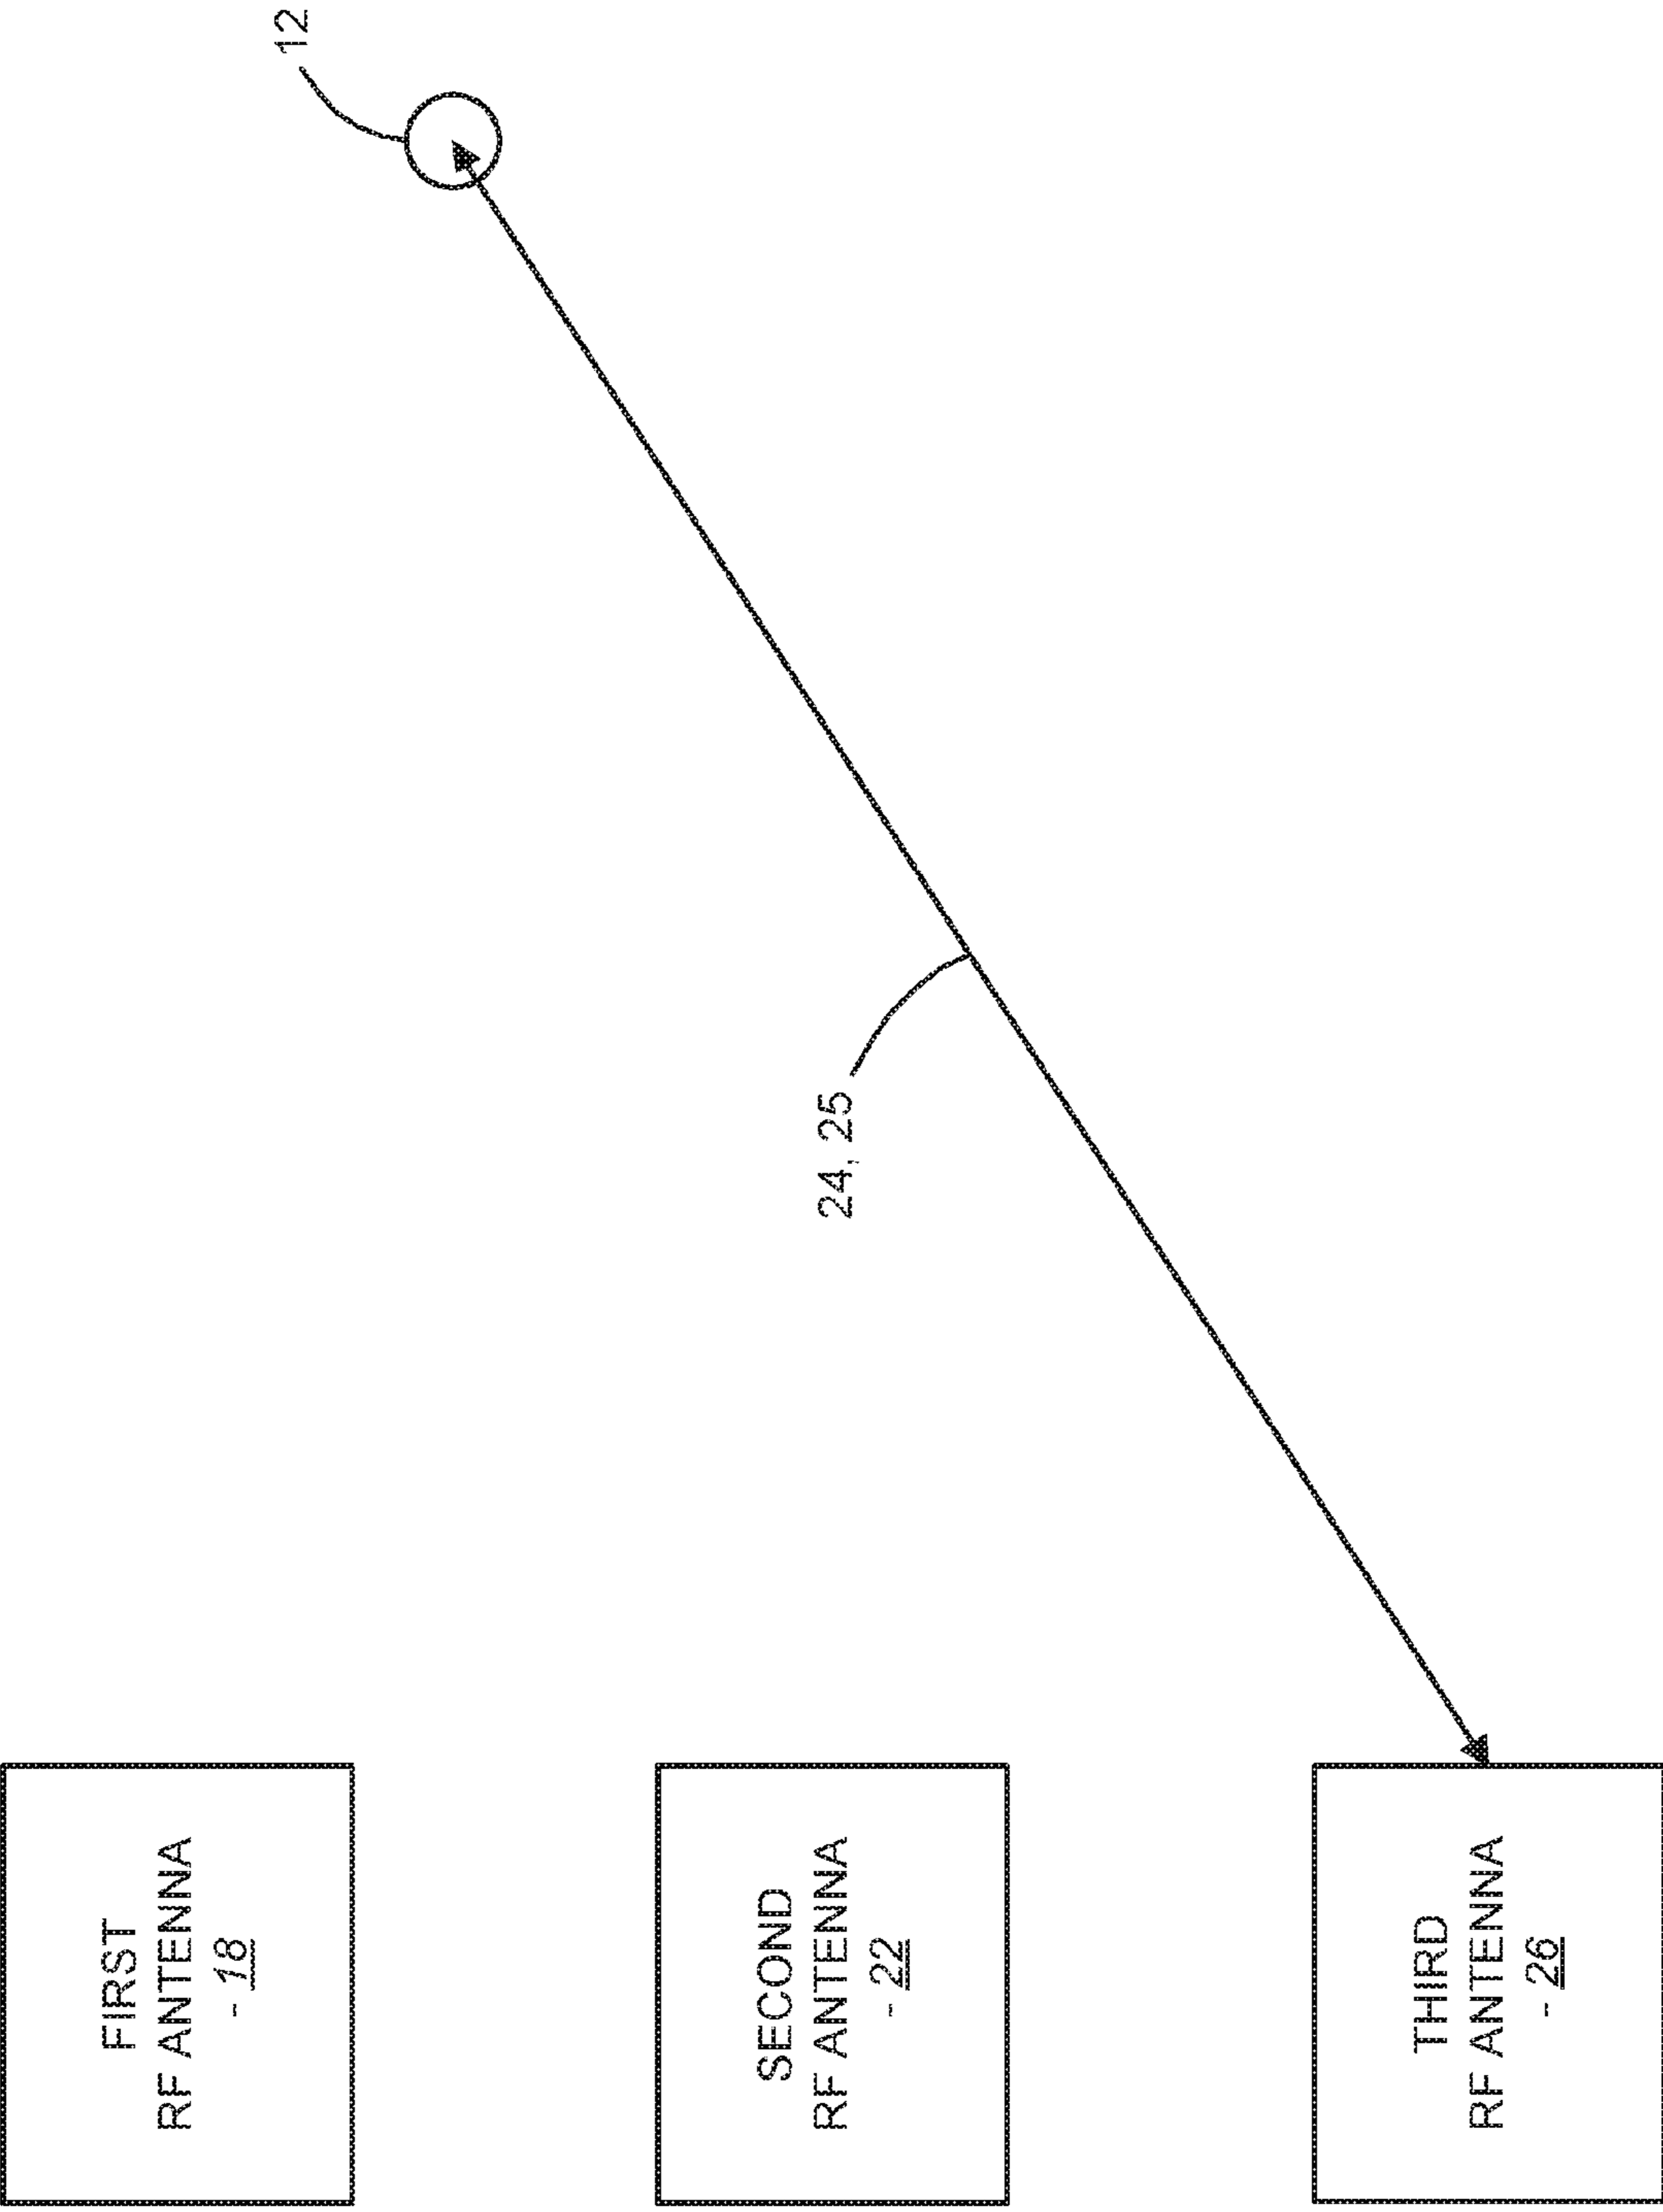 FIRST
RF ANTENNA
- 18
SECOND
RF ANTENNA
- 22
THIRD
RF ANTENNA
- 26
24, 25
12